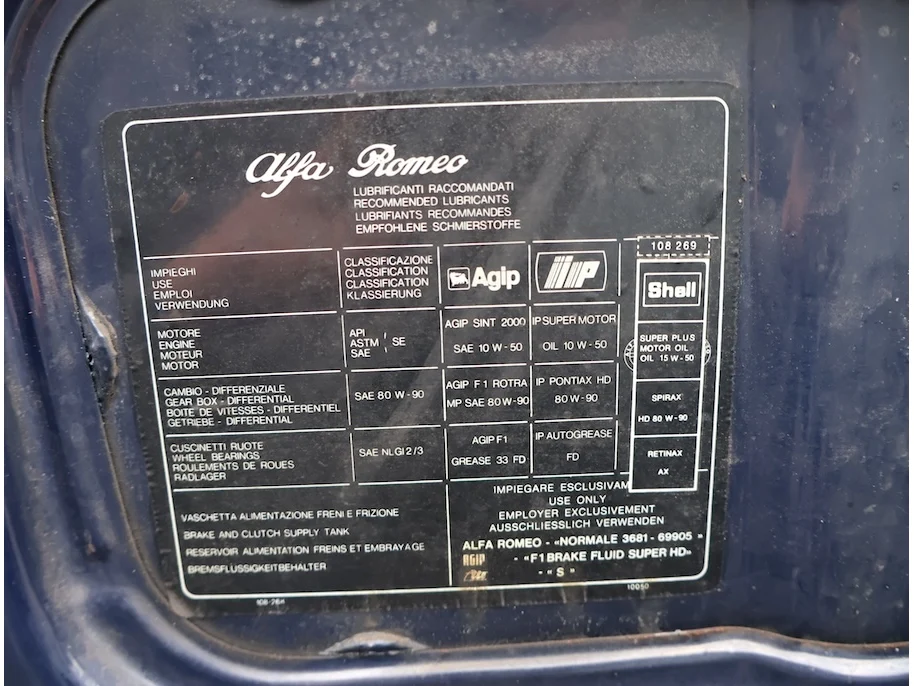 Alfa Romeo
LUBRIFICANTI RACCOMANDATI
RECOMMENDED LUBRICANTS
LUBRIFIANTS RECOMMANDES
EMPFOHLENE SCHMIERSTOFFE
108 269
IMPIEGHI
USE
EMPLOI
VERWENDUNG
CLASSIFICAZIONE
CLASSIFICATION
CLASSIFICATION
KLASSIERUNG
Agip
IP
Shell
MOTORE
ENGINE
MOTEUR
MOTOR
API
ASTM SE
SAE
AGIP SINT 2000
SAE 10 W-50
IP SUPER MOTOR
OIL 10 W-50
SUPER PLUS
MOTOR OIL
OIL 15 W-50
CAMBIO - DIFFERENZIALE
GEAR BOX - DIFFERENTIAL
BOITE DE VITESSES - DIFFERENTIEL
GETRIEBE - DIFFERENTIAL
SAE 80 W-90
AGIP F 1 ROTRA
MP SAE 80 W-90
IP PONTIAX HD
80 W-90
SPIRAX
HD 80 W-90
CUSCINETTI RUOTE
WHEEL BEARINGS
ROULEMENTS DE ROUES
RADLAGER
SAE NLGI 2/3
AGIP F1
GREASE 33 FD
IP AUTOGREASE
FD
RETINAX
AX
VASCHETTA ALIMENTAZIONE FRENI E FRIZIONE
BRAKE AND CLUTCH SUPPLY TANK
RESERVOIR ALIMENTATION FREINS ET EMBRAYAGE
BREMSFLUSSIGKEITBEHALTER
IMPIEGARE ESCLUSIVAM
USE ONLY
EMPLOYER EXCLUSIVEMENT
AUSSCHLIESSLICH VERWENDEN
ALFA ROMEO - «NORMALE 3681 - 69905»
AGIP - «F1 BRAKE FLUID SUPER HD»
- «S»
10050